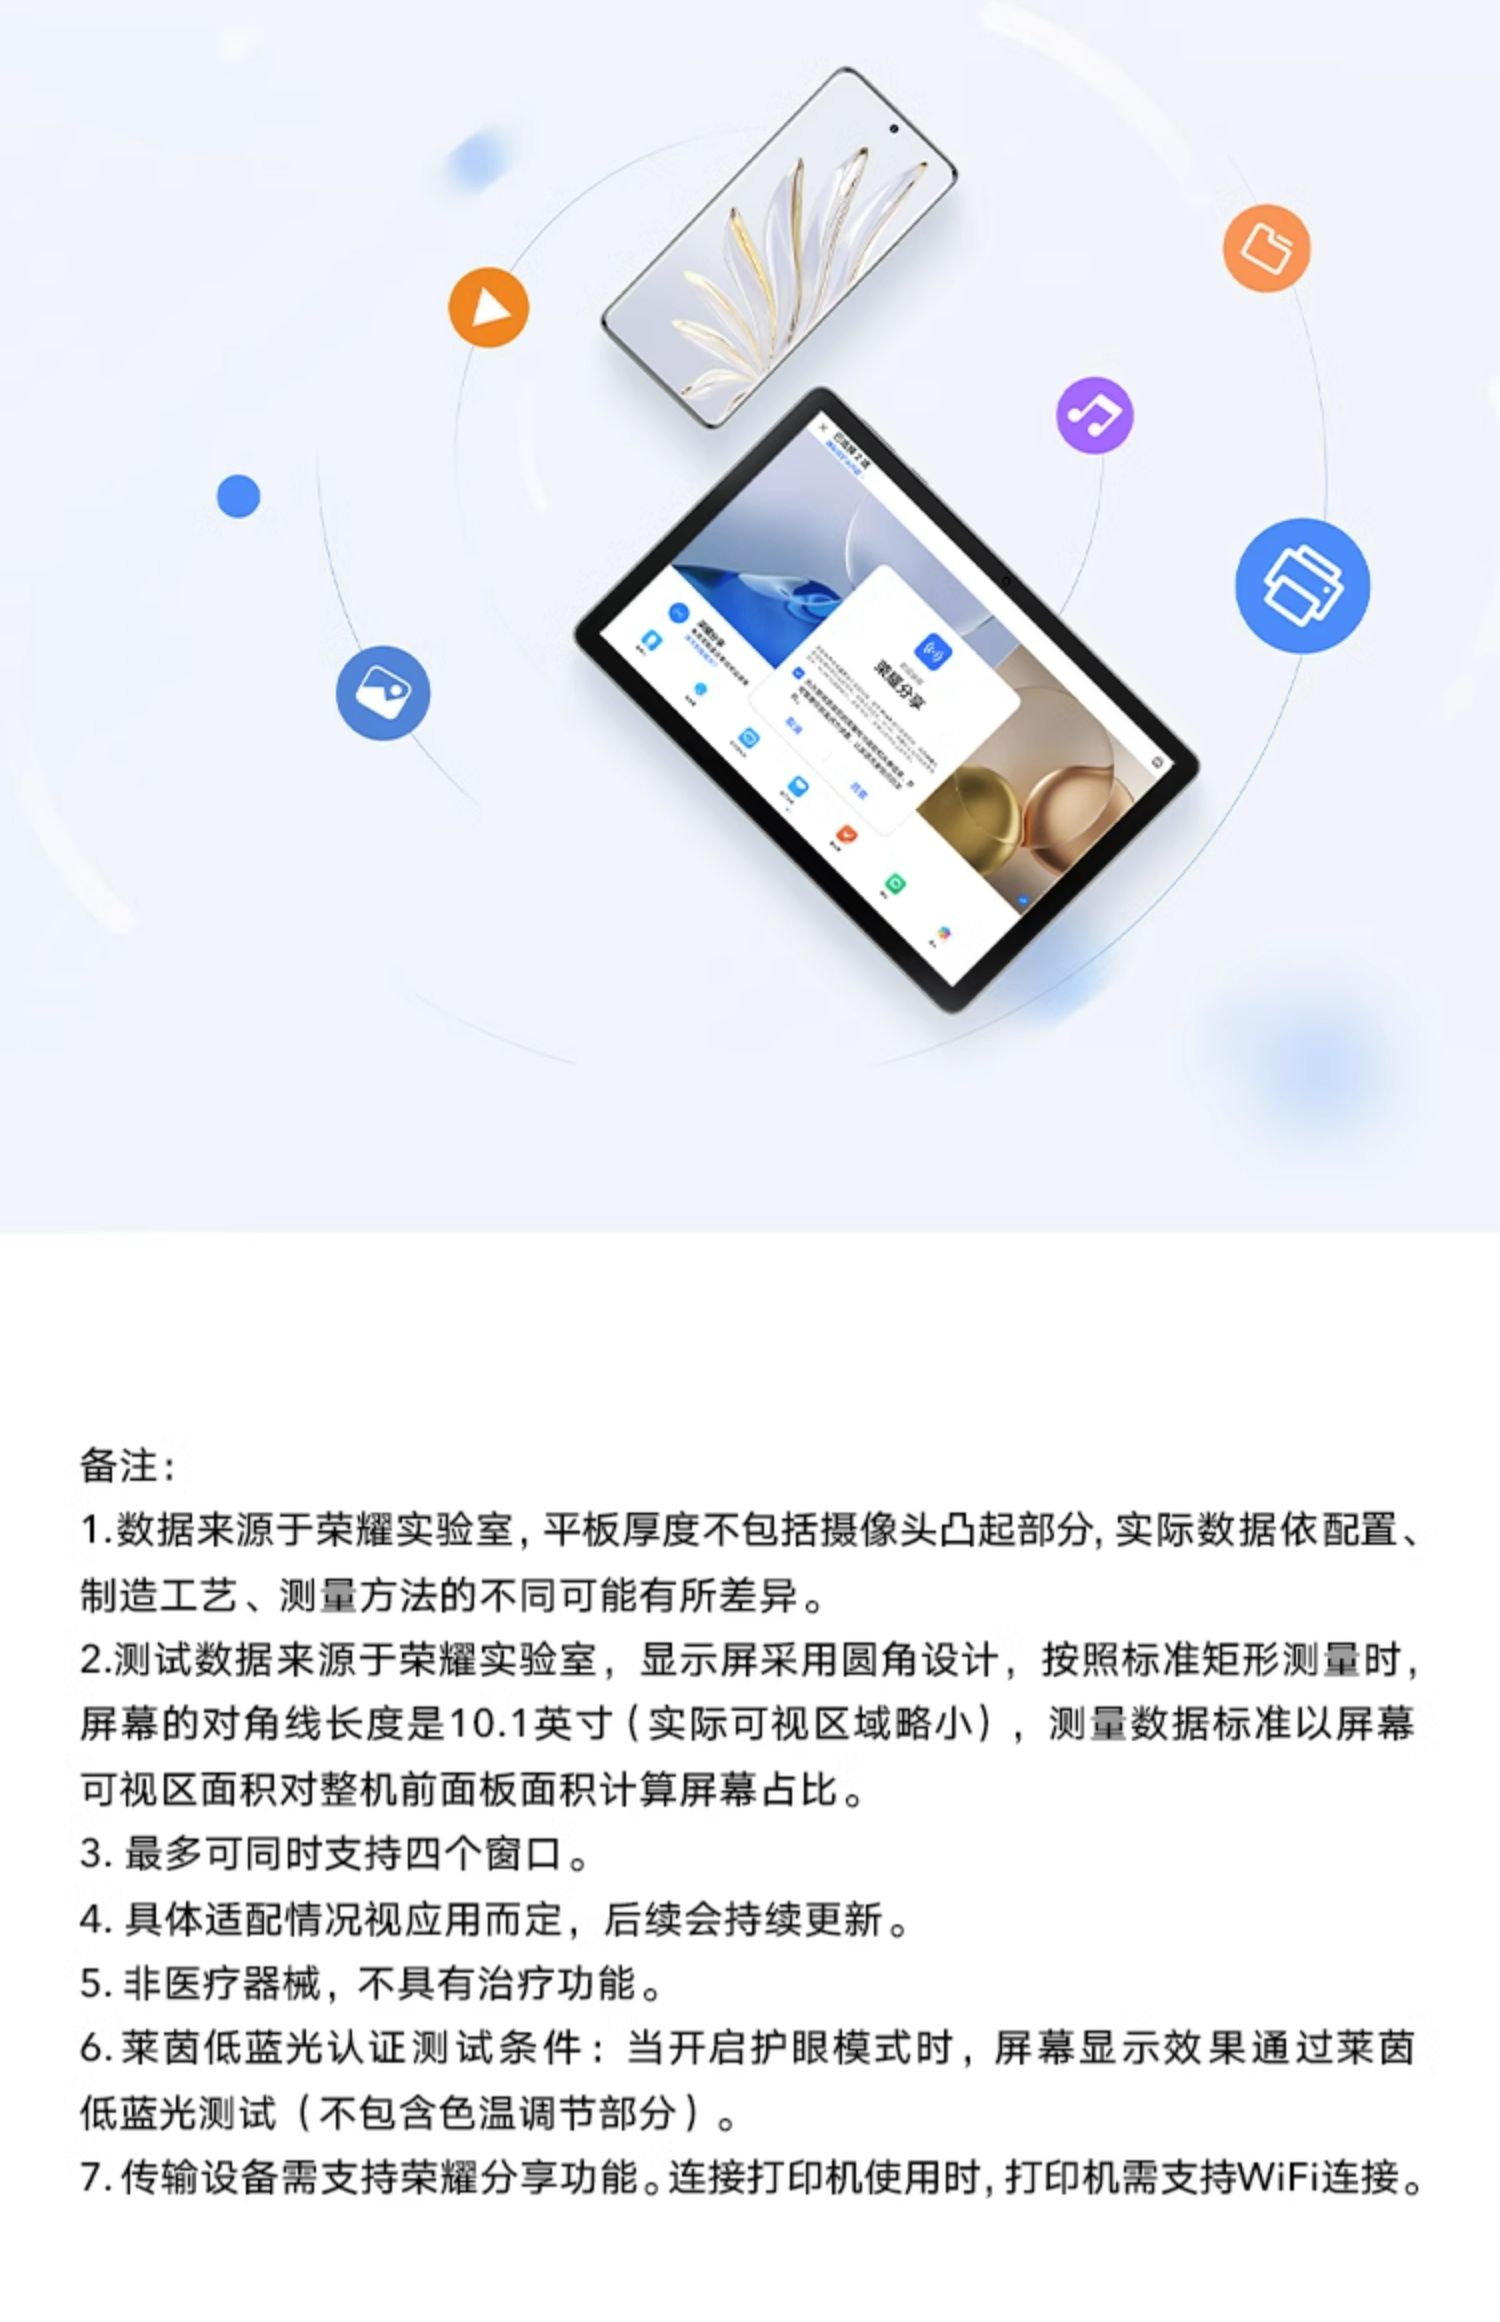 荣耀分享
取消
备注：
1.数据来源于荣耀实验室，平板厚度不包括摄像头凸起部分，实际数据依配置、
制造工艺、测量方法的不同可能有所差异。
2.测试数据来源于荣耀实验室，显示屏采用圆角设计，按照标准矩形测量时，
屏幕的对角线长度是10.1英寸（实际可视区域略小），测量数据标准以屏幕
可视区面积对整机前面板面积计算屏幕占比。
3. 最多可同时支持四个窗口。
4. 具体适配情况视应用而定，后续会持续更新。
5. 非医疗器械，不具有治疗功能。
6.莱茵低蓝光认证测试条件：当开启护眼模式时，屏幕显示效果通过莱茵
低蓝光测试（不包含色温调节部分）。
7.传输设备需支持荣耀分享功能。连接打印机使用时，打印机需支持WiFi连接。